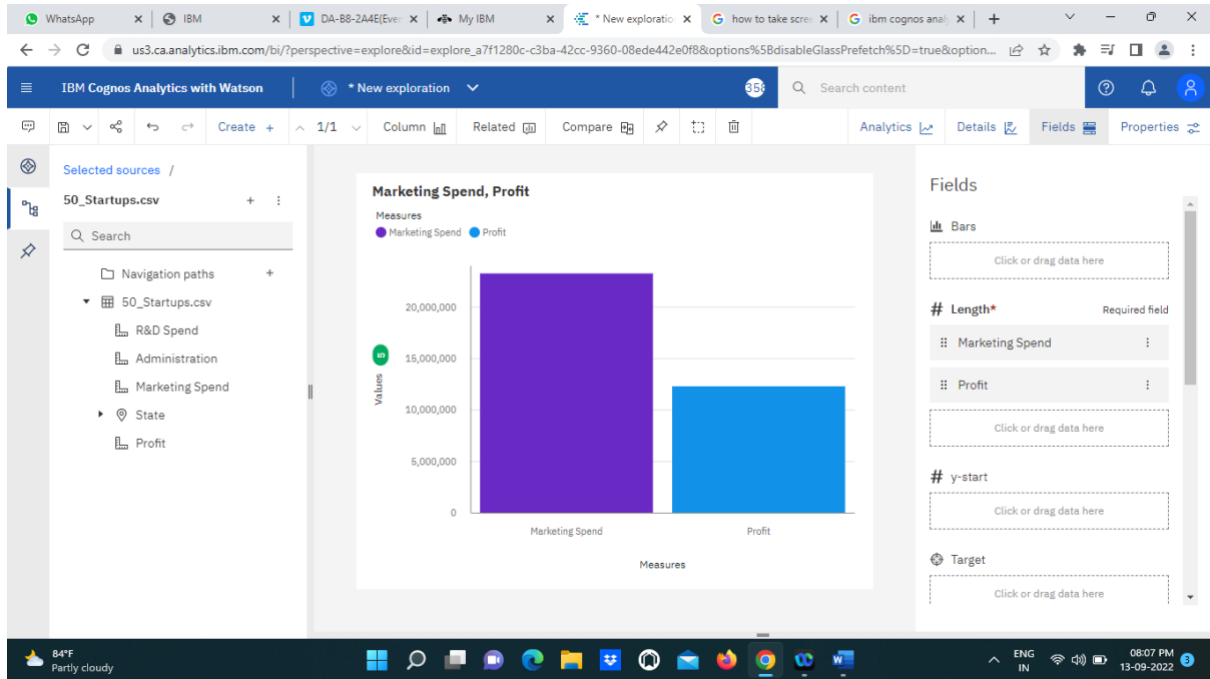 WhatsApp
IBM
DA-B8-2A4E(Even
My IBM
* New exploratio
how to take scree
ibm cognos analy
us3.ca.analytics.ibm.com/bi/?perspective=explore&id=explore_a7f1280c-c3ba-42cc-9360-08ede442e0f8&options%5BdisableGlassPrefetch%5D=true&option...
IBM Cognos Analytics with Watson
* New exploration
358
Search content
Create +
1/1
Column
Related
Compare
Analytics
Details
Fields
Properties
Selected sources /
50_Startups.csv
Search
Navigation paths
50_Startups.csv
R&D Spend
Administration
Marketing Spend
State
Profit
Marketing Spend, Profit
Measures
Marketing Spend
Profit
20,000,000
15,000,000
10,000,000
5,000,000
0
Values
5
Marketing Spend
Profit
Measures
Fields
Bars
Click or drag data here
# Length*
Required field
Marketing Spend
Profit
Click or drag data here
# y-start
Click or drag data here
Target
Click or drag data here
84°F
Partly cloudy
ENG
IN
08:07 PM
13-09-2022
3